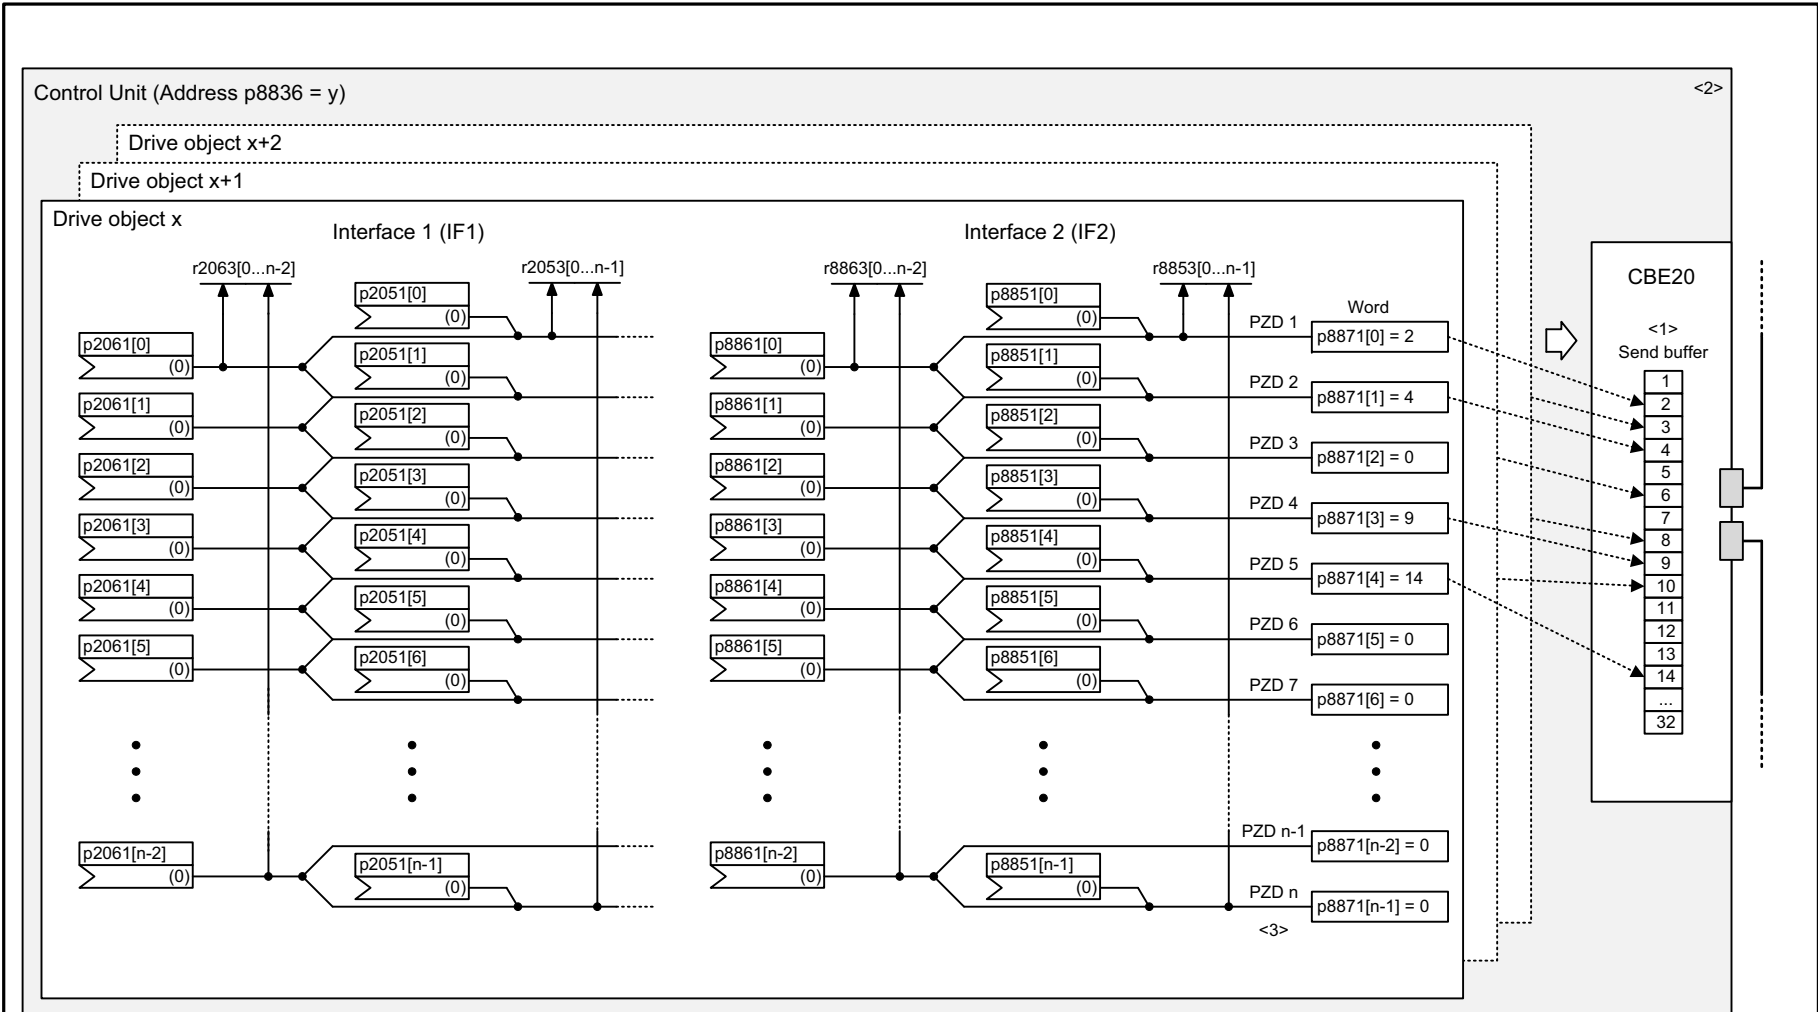 Control Unit (Address p8836 = y)
<2>
Drive object x+2
Drive object x+1
Drive object x
Interface 1 (IF1)
r2063[0...n-2]
r2053[0...n-1]
p2051[0]
(0)
p2061[0]
(0)
p2051[1]
(0)
p2061[1]
(0)
p2051[2]
(0)
p2061[2]
(0)
p2051[3]
(0)
p2061[3]
(0)
p2051[4]
(0)
p2061[4]
(0)
p2051[5]
(0)
p2061[5]
(0)
p2051[6]
(0)
p2061[n-2]
(0)
p2051[n-1]
(0)
Interface 2 (IF2)
r8863[0...n-2]
r8853[0...n-1]
p8851[0]
(0)
p8861[0]
(0)
p8851[1]
(0)
p8861[1]
(0)
p8851[2]
(0)
p8861[2]
(0)
p8851[3]
(0)
p8861[3]
(0)
p8851[4]
(0)
p8861[4]
(0)
p8851[5]
(0)
p8861[5]
(0)
p8851[6]
(0)
p8861[n-2]
(0)
p8851[n-1]
(0)
Word
PZD 1
p8871[0] = 2
PZD 2
p8871[1] = 4
PZD 3
p8871[2] = 0
PZD 4
p8871[3] = 9
PZD 5
p8871[4] = 14
PZD 6
p8871[5] = 0
PZD 7
p8871[6] = 0
PZD n-1
p8871[n-2] = 0
PZD n
p8871[n-1] = 0
<3>
CBE20
<1>
Send buffer
1
2
3
4
5
6
7
8
9
10
11
12
13
14
...
32